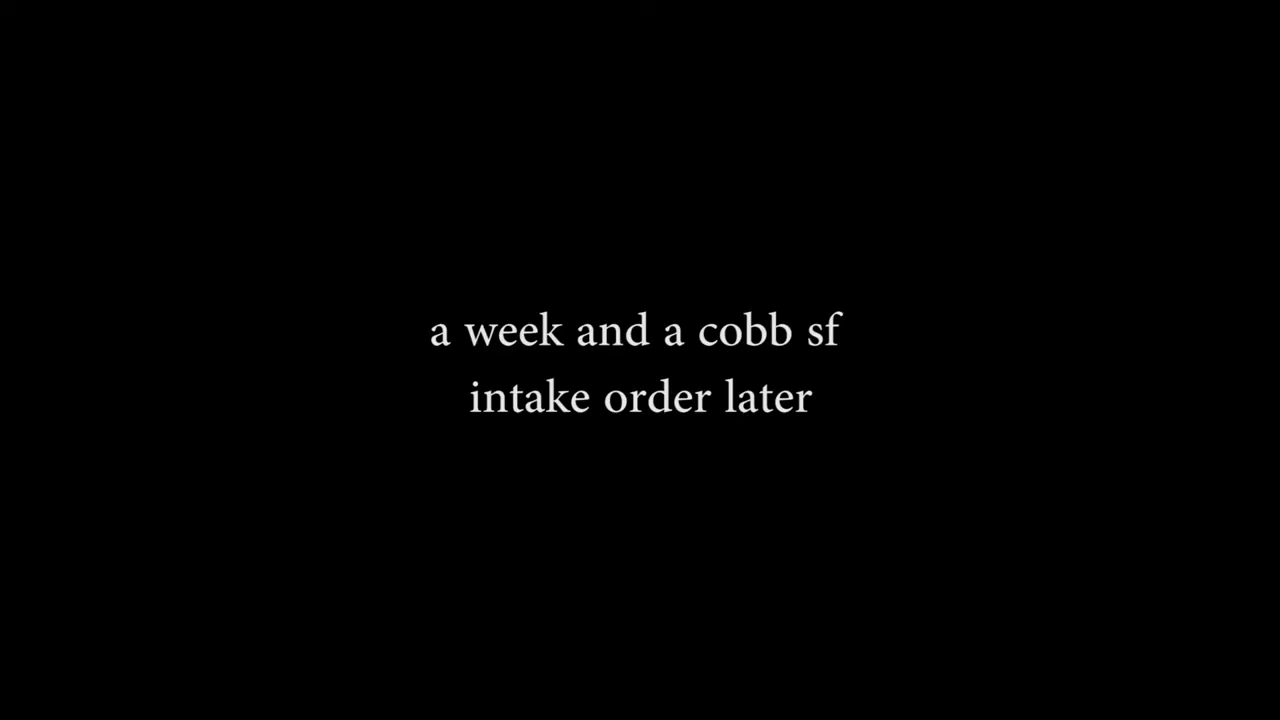 a week and a cobb sf
intake order later